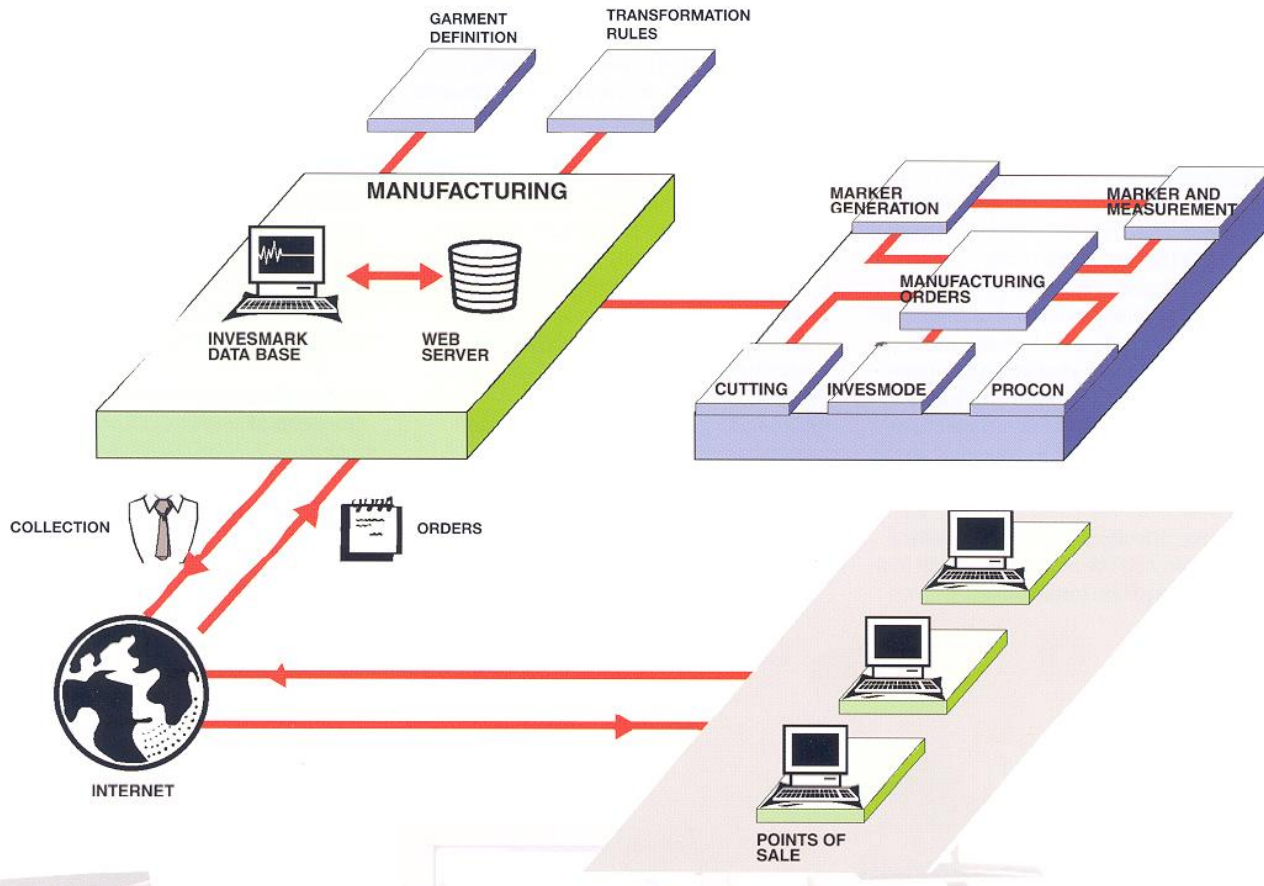 GARMENT
DEFINITION
TRANSFORMATION
RULES
MANUFACTURING
INVESMARK
DATA BASE
WEB
SERVER
MARKER
GENERATION
MARKER AND
MEASUREMENT
MANUFACTURING
ORDERS
CUTTING
INVESMODE
PROCON
COLLECTION
ORDERS
INTERNET
POINTS OF
SALE